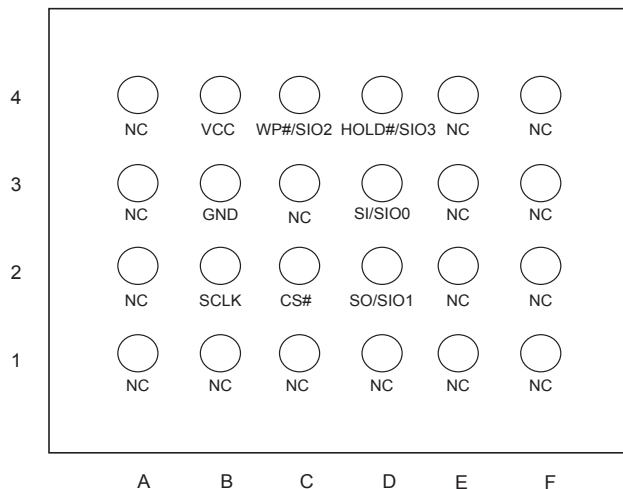 4
NC VCC WP#/SIO2 HOLD#/SIO3 NC NC
3
NC GND NC SI/SIO0 NC NC
2
NC SCLK CS# SO/SIO1 NC NC
1
NC NC NC NC NC NC
A B C D E F